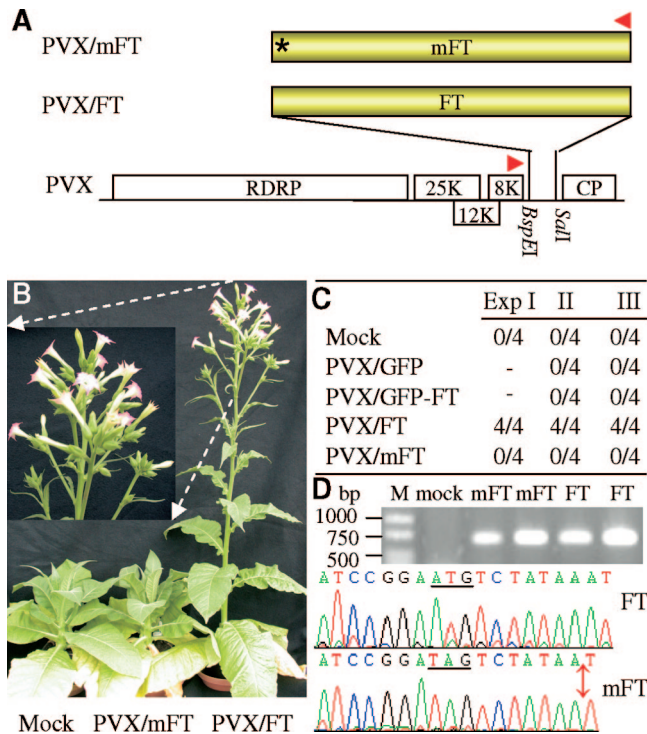 A
PVX/mFT
*
mFT
PVX/FT
FT
PVX
RDRP
25K
8K
CP
12K
BspEI
SalI
B
C
Exp I II III
Mock 0/4 0/4 0/4
PVX/GFP - 0/4 0/4
PVX/GFP-FT - 0/4 0/4
PVX/FT 4/4 4/4 4/4
PVX/mFT 0/4 0/4 0/4
D bp M mock mFT mFT FT FT
1000
750
500
ATCCGGAATGTCTATAAAT
FT
ATCCGGATAGTCTATAAT
mFT
Mock PVX/mFT PVX/FT